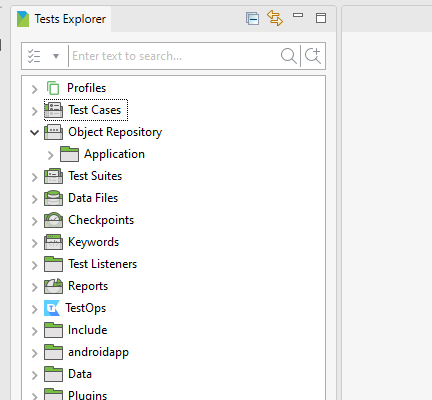 Tests Explorer
Enter text to search...
Profiles
Test Cases
Object Repository
Application
Test Suites
Data Files
Checkpoints
Keywords
Test Listeners
Reports
TestOps
Include
androidapp
Data
Plugins